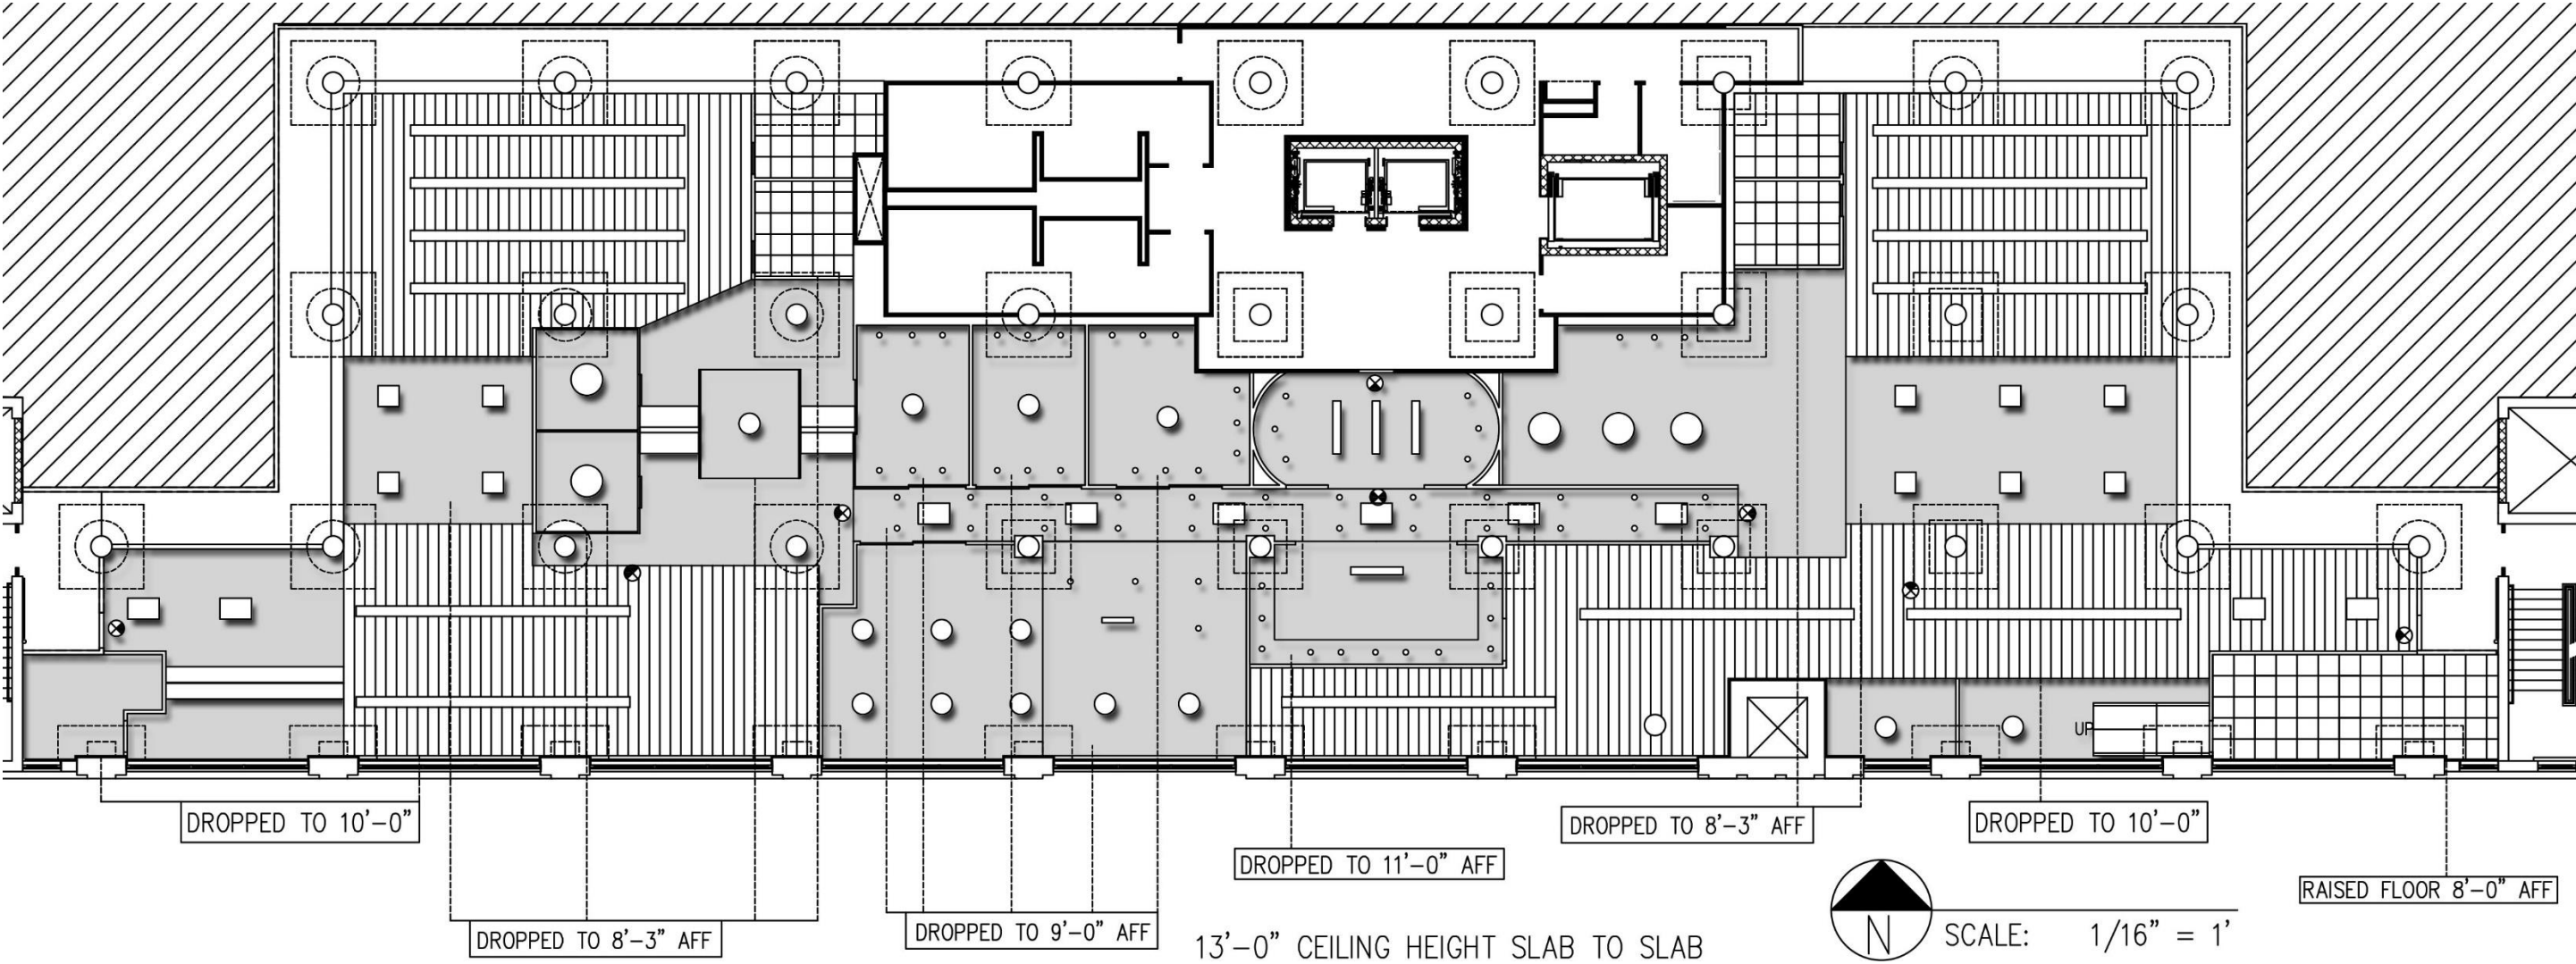 UP
DROPPED TO 10’–0”
DROPPED TO 8’–3” AFF
DROPPED TO 10’–0”
DROPPED TO 11’–0” AFF
RAISED FLOOR 8’–0” AFF
DROPPED TO 8’–3” AFF
DROPPED TO 9’–0” AFF
13’–0” CEILING HEIGHT SLAB TO SLAB
N
SCALE: 1/16” = 1’